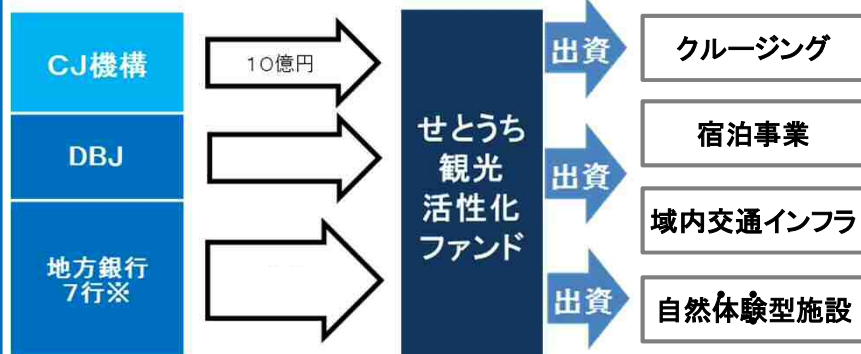 CJ機構
10億円
DBJ
地方銀行
7行※
せとうち
観光
活性化
ファンド
出資
出資
出資
クルージング
宿泊事業
域内交通インフラ
自然体験型施設